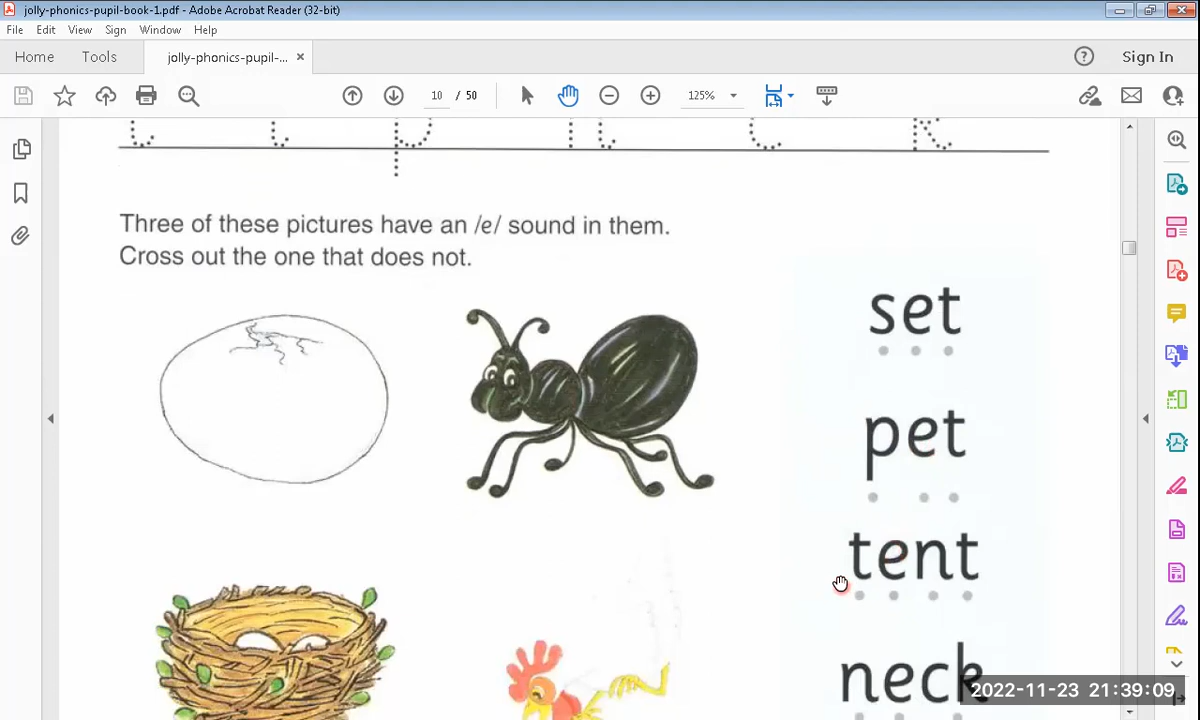 jolly-phonics-pupil-book-1.pdf - Adobe Acrobat Reader (32-bit)
File Edit View Sign Window Help
Home Tools jolly-phonics-pupil-... × Sign In
10 / 50 125%
Three of these pictures have an /e/ sound in them.
Cross out the one that does not.
set
pet
tent
neck
2022-11-23 21:39:09